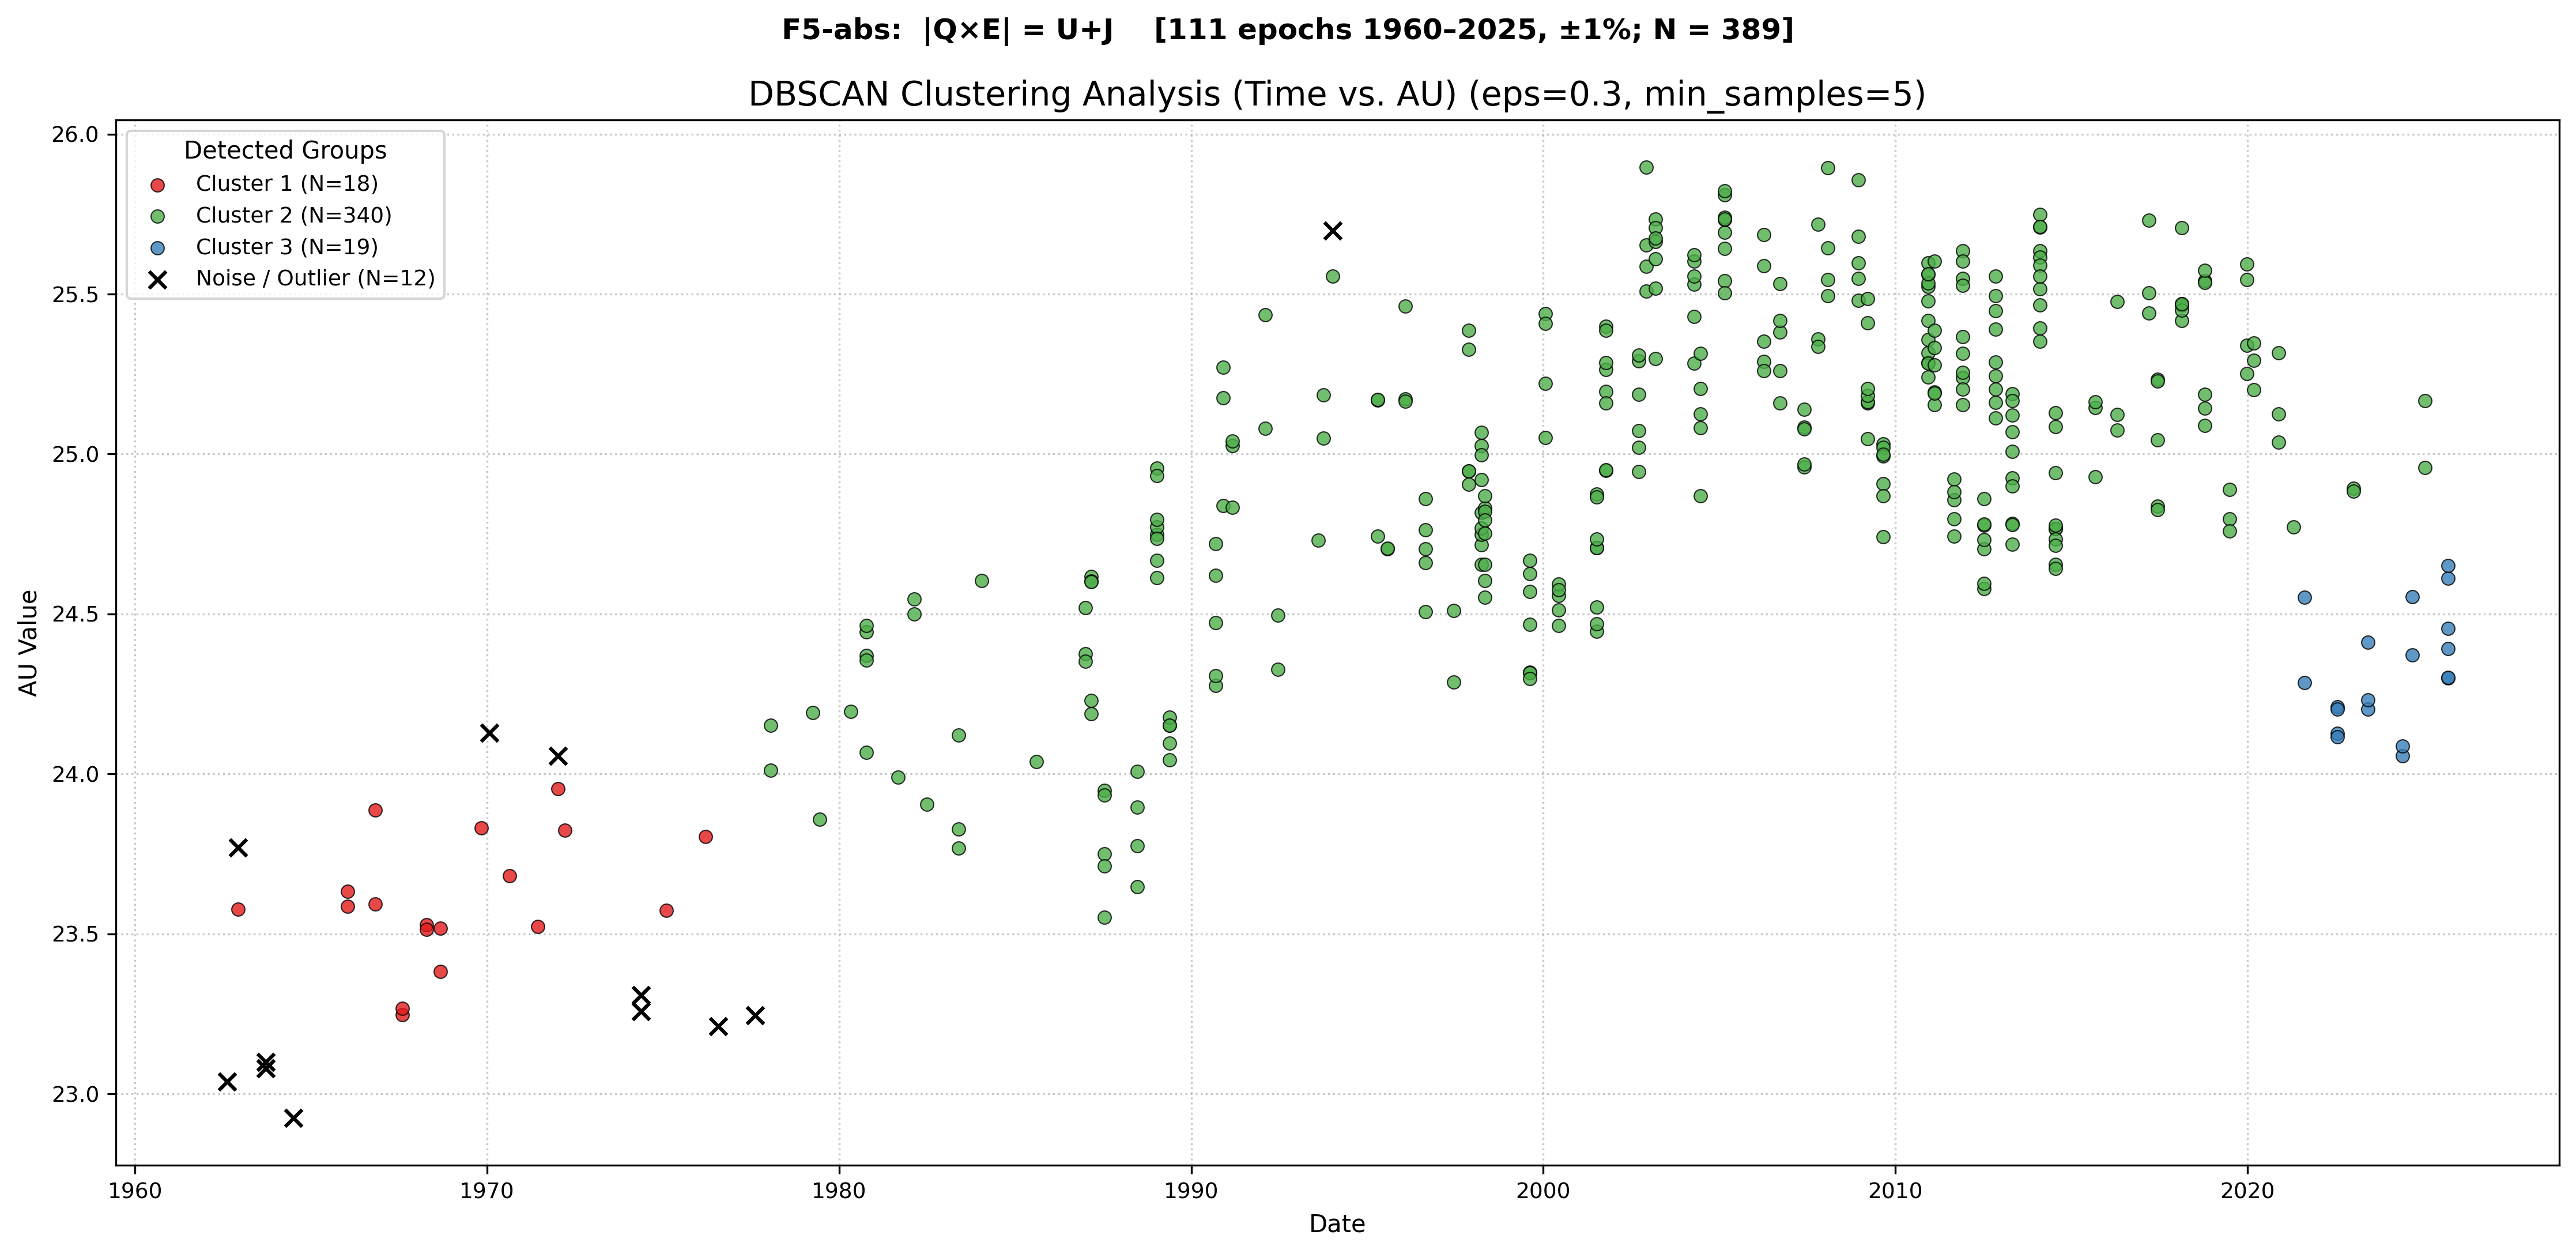 F5-abs: |Q×E| = U+J [111 epochs 1960–2025, ±1%; N = 389]
DBSCAN Clustering Analysis (Time vs. AU) (eps=0.3, min_samples=5)
Detected Groups
Cluster 1 (N=18)
Cluster 2 (N=340)
Cluster 3 (N=19)
Noise / Outlier (N=12)
AU Value
26.0
25.5
25.0
24.5
24.0
23.5
23.0
1960 1970 1980 1990 2000 2010 2020
Date